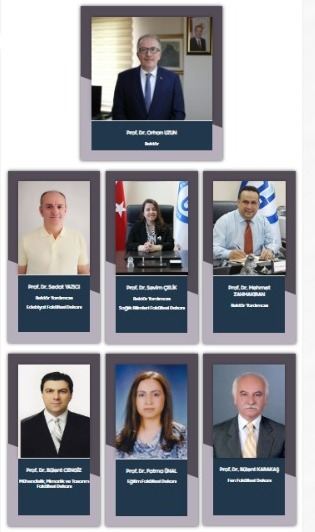 Prof. Dr. Orhan UZUN
Rektör
Prof. Dr. Sedat YAZICI
Rektör Yardımcısı
Edebiyat Fakültesi Dekanı
Prof. Dr. Sevim ÇELİK
Rektör Yardımcısı
Sağlık Bilimleri Fakültesi Dekanı
Prof. Dr. Mehmet
ZAHMAKIRAN
Rektör Yardımcısı
Prof. Dr. Bülent CENGİZ
Mühendislik, Mimarlık ve Tasarım
Fakültesi Dekanı
Prof. Dr. Fatma ÜNAL
Eğitim Fakültesi Dekanı
Prof. Dr. Bülent KARAKAŞ
Fen Fakültesi Dekanı